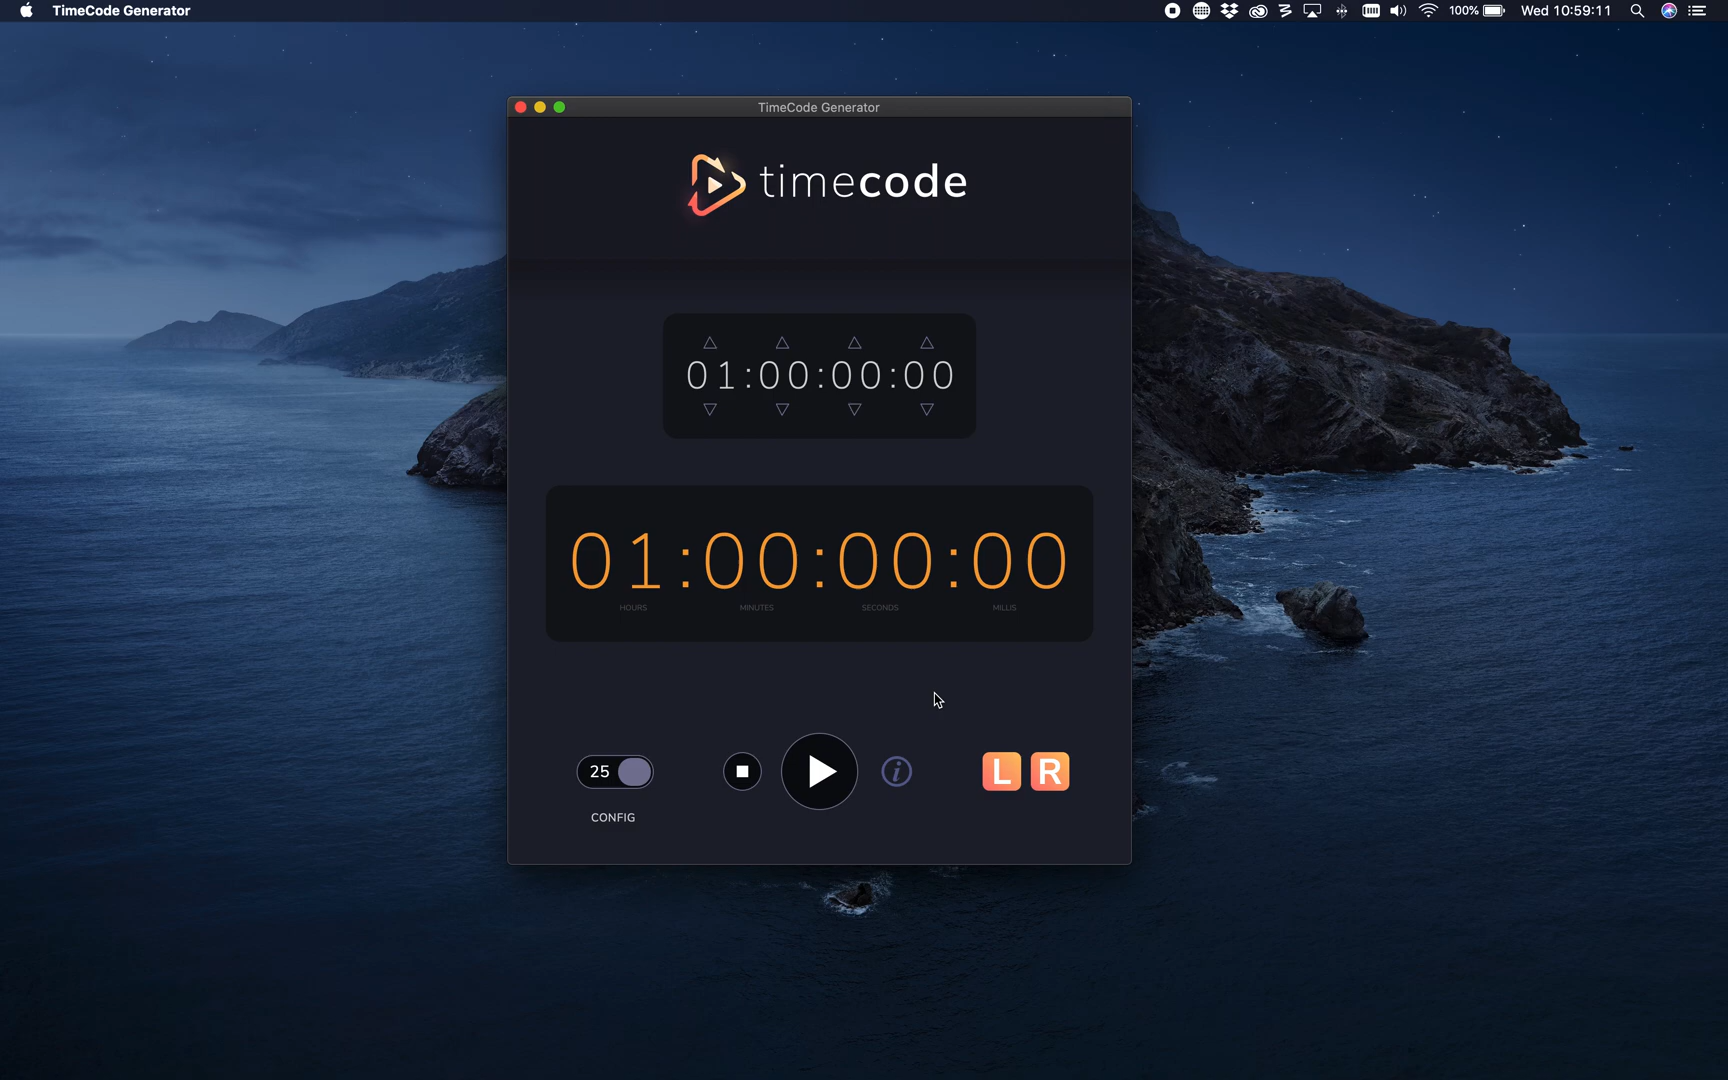 TimeCode Generator
100%
Wed 10:59:11
TimeCode Generator
timecode
01:00:00:00
01:00:00:00
HOURS MINUTES SECONDS MILLIS
25
L R
CONFIG